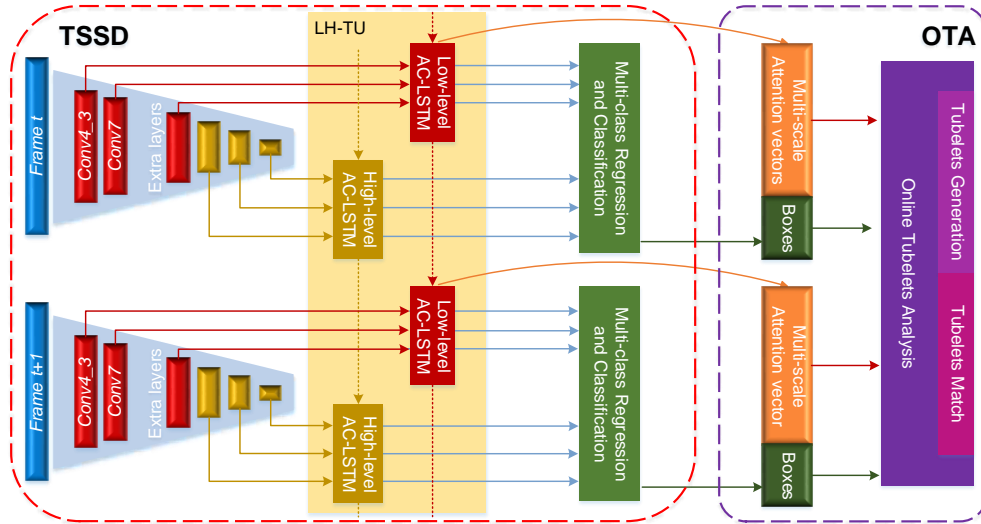 TSSD
LH-TU
OTA
Frame t
Conv4_3
Conv7
Extra layers
Low-level
AC-LSTM
High-level
AC-LSTM
Multi-class Regression
and Classification
Multi-scale
Attention vectors
Boxes
Online Tubelets Analysis
Tubelets Generation
Tubelets Match
Frame t+1
Conv4_3
Conv7
Extra layers
Low-level
AC-LSTM
High-level
AC-LSTM
Multi-class Regression
and Classification
Multi-scale
Attention vector
Boxes